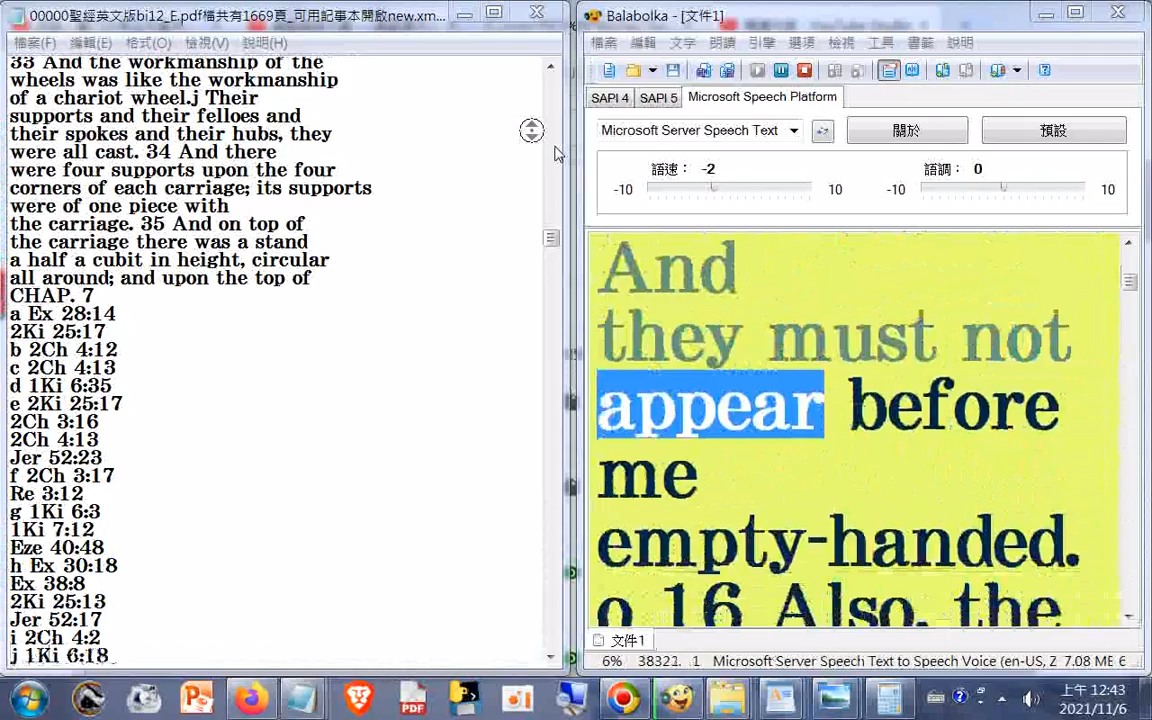 00000聖經英文版bi12_E.pdf檔共有1669頁_可用記事本開啟new.xm...
檔案(F) 編輯(E) 格式(O) 檢視(V) 說明(H)
33 And the workmanship of the
wheels was like the workmanship
of a chariot wheel.j Their
supports and their felloes and
their spokes and their hubs, they
were all cast. 34 And there
were four supports upon the four
corners of each carriage; its supports
were of one piece with
the carriage. 35 And on top of
the carriage there was a stand
a half a cubit in height, circular
all around; and upon the top of
CHAP. 7
a Ex 28:14
2Ki 25:17
b 2Ch 4:12
c 2Ch 4:13
d 1Ki 6:35
e 2Ki 25:17
2Ch 3:16
2Ch 4:13
Jer 52:23
f 2Ch 3:17
Re 3:12
g 1Ki 6:3
1Ki 7:12
Eze 40:48
h Ex 30:18
Ex 38:8
2Ki 25:13
Jer 52:17
i 2Ch 4:2
j 1Ki 6:18
Balabolka - [文件1]
檔案 編輯 文字 朗讀 引擎 選項 檢視 工具 書籤 說明
SAPI 4 SAPI 5 Microsoft Speech Platform
Microsoft Server Speech Text 關於 預設
語速: -2 語調: 0
-10 10 -10 10
And
they must not
appear before
me
empty-handed.
o 16 Also, the
文件1
6% 38321. 1 Microsoft Server Speech Text to Speech Voice (en-US, Z 7.08 MB 6
PDF
上午 12:43
2021/11/6